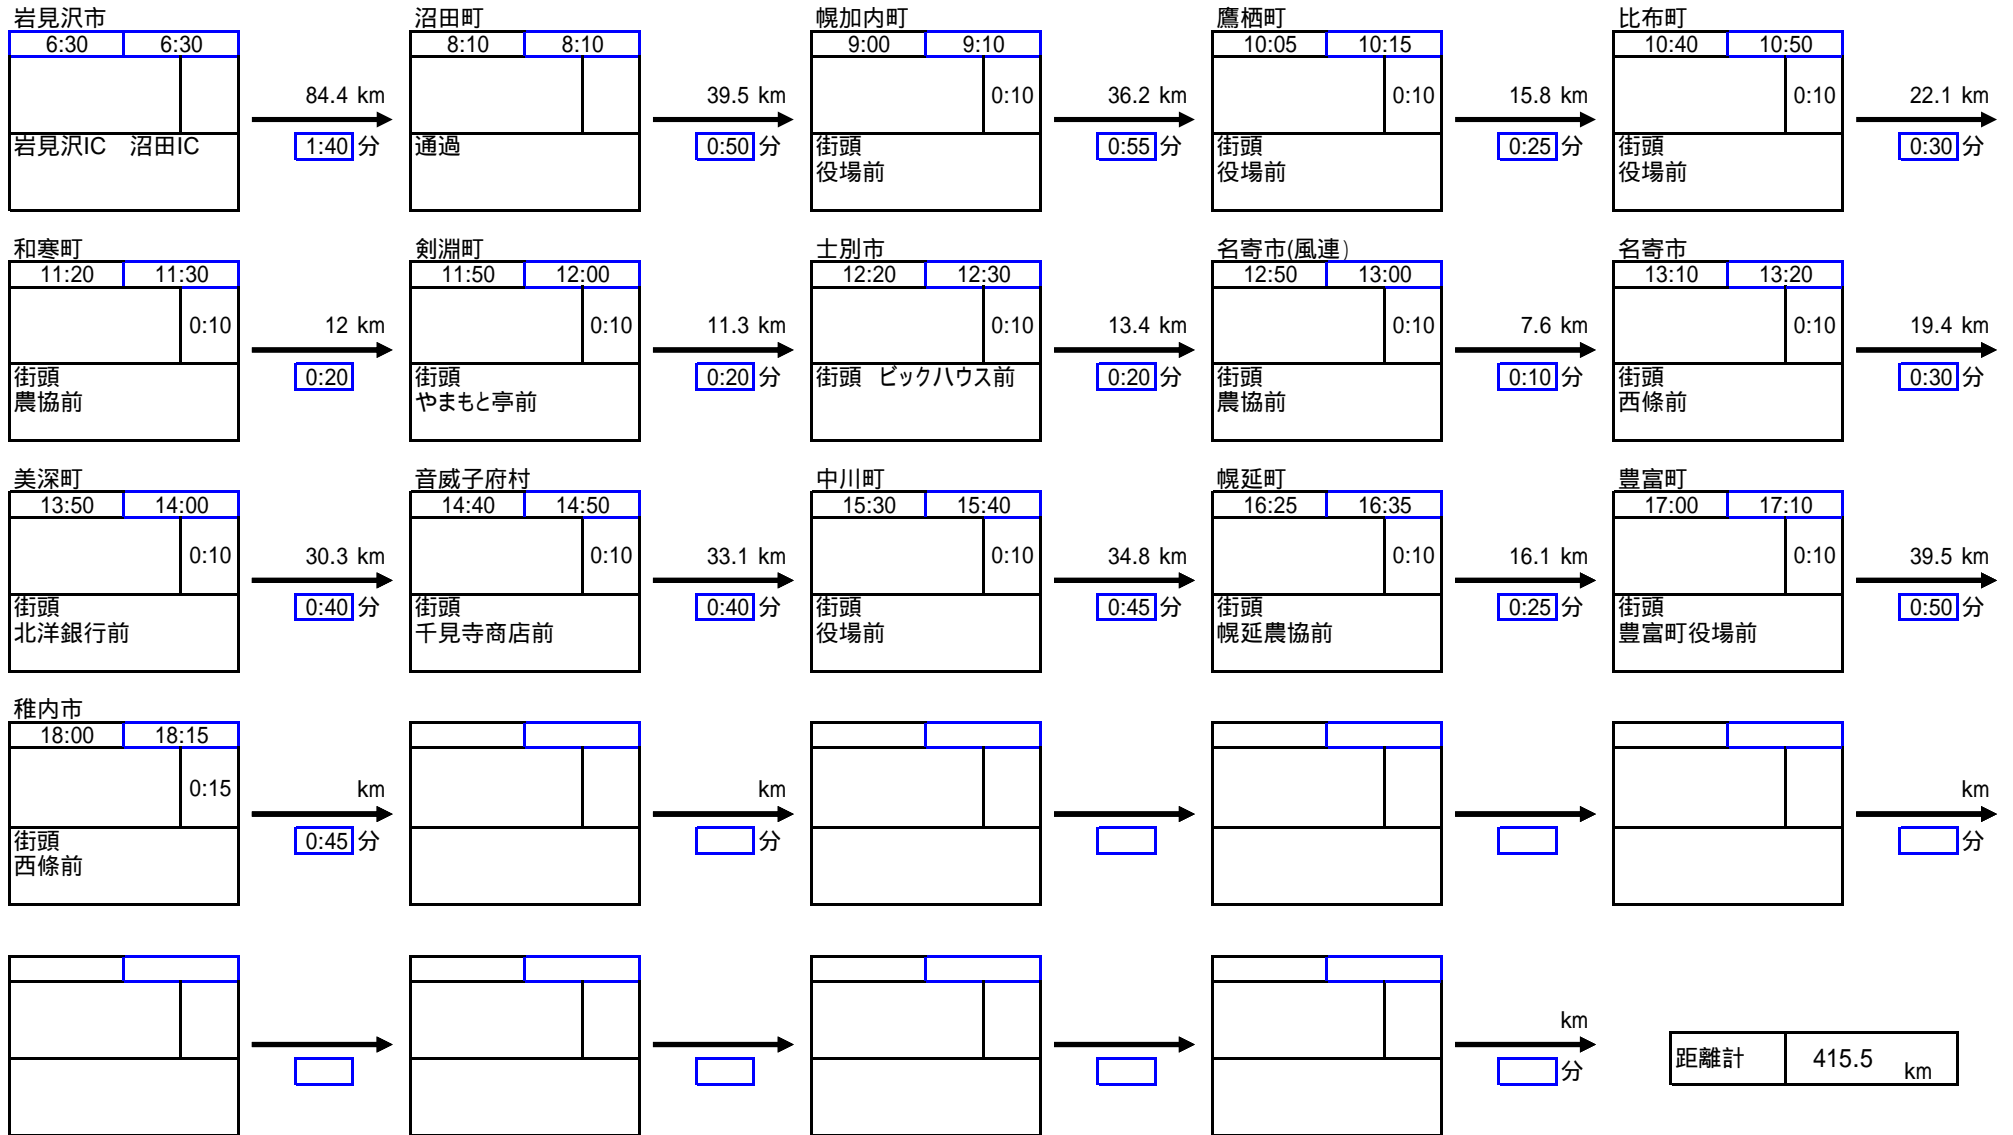 岩見沢市 沼田町 幌加内町 鷹栖町 比布町
6:30 6:30 8:10 8:10 9:00 9:10 10:05 10:15 10:40 10:50
84.4 km 39.5 km 0:10 36.2 km 0:10 15.8 km 0:10 22.1 km
岩見沢IC 沼田IC 1:40 分 通過 0:50 分 街頭 0:55 分 街頭 0:25 分 街頭 0:30 分
役場前 役場前 役場前
和寒町 剣淵町 士別市 名寄市(風連) 名寄市
11:20 11:30 11:50 12:00 12:20 12:30 12:50 13:00 13:10 13:20
0:10 12 km 0:10 11.3 km 0:10 13.4 km 0:10 7.6 km 0:10 19.4 km
街頭 0:20 街頭 0:20 分 街頭 ビックハウス前 0:20 分 街頭 0:10 分 街頭 0:30 分
農協前 やまもと亭前 農協前 西條前
美深町 音威子府村 中川町 幌延町 豊富町
13:50 14:00 14:40 14:50 15:30 15:40 16:25 16:35 17:00 17:10
0:10 30.3 km 0:10 33.1 km 0:10 34.8 km 0:10 16.1 km 0:10 39.5 km
街頭 0:40 分 街頭 0:40 分 街頭 0:45 分 街頭 0:25 分 街頭 0:50 分
北洋銀行前 千見寺商店前 役場前 幌延農協前 豊富町役場前
稚内市
18:00 18:15
0:15 km km km
街頭 0:45 分 分 分
西條前
km
分
距離計 415.5 km